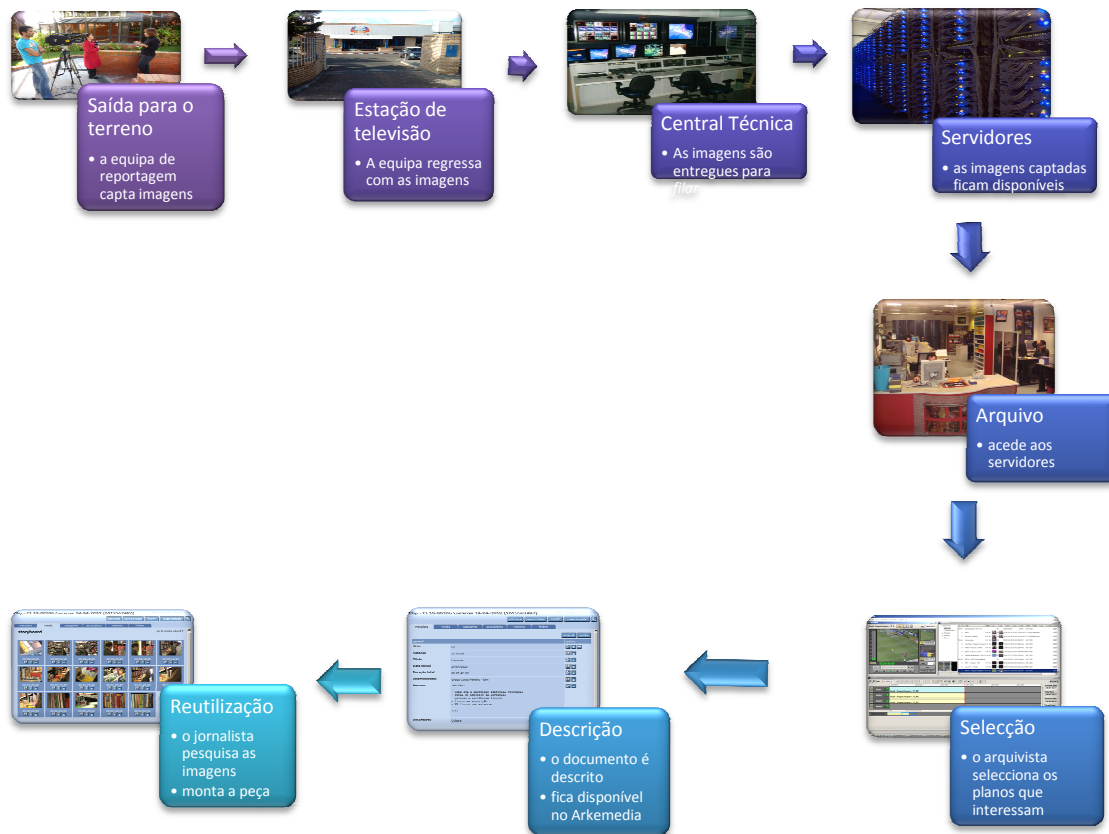 Saída para o
terreno
• a equipa de
reportagem
capta imagens
Estação de
televisão
• A equipa regressa
com as imagens
Central Técnica
• As imagens são
entregues para
filar
Servidores
• as imagens captadas
ficam disponíveis
Arquivo
• acede aos
servidores
Selecção
• o arquivista
selecciona os
planos que
interessam
Descrição
• o documento é
descrito
• fica disponível
no Arkemedia
storyboard
Reutilização
• o jornalista
pesquisa as
imagens
• monta a peça